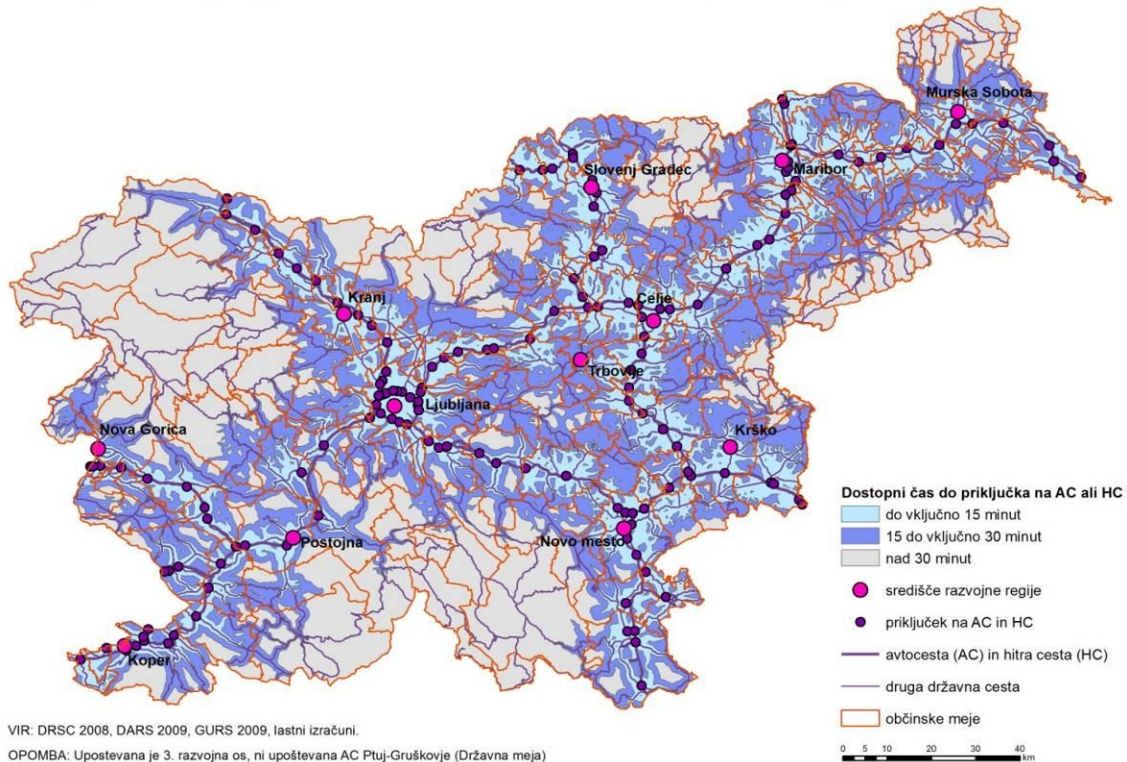 Murska Sobota
Slovenj Gradec
Maribor
Kranj
Celje
Trbovlje
Ljubljana
Krško
Nova Gorica
Novo mesto
Postojna
Koper
Dostopni čas do priključka na AC ali HC
do vključno 15 minut
15 do vključno 30 minut
nad 30 minut
središče razvojne regije
priključek na AC in HC
avtocesta (AC) in hitra cesta (HC)
druga državna cesta
občinske meje
0 5 10 20 30 40
km
VIR: DRSC 2008, DARS 2009, GURS 2009, lastni izračuni.
OPOMBA: Upostevana je 3. razvojna os, ni upoštevana AC Ptuj-Gruškovje (Državna meja)